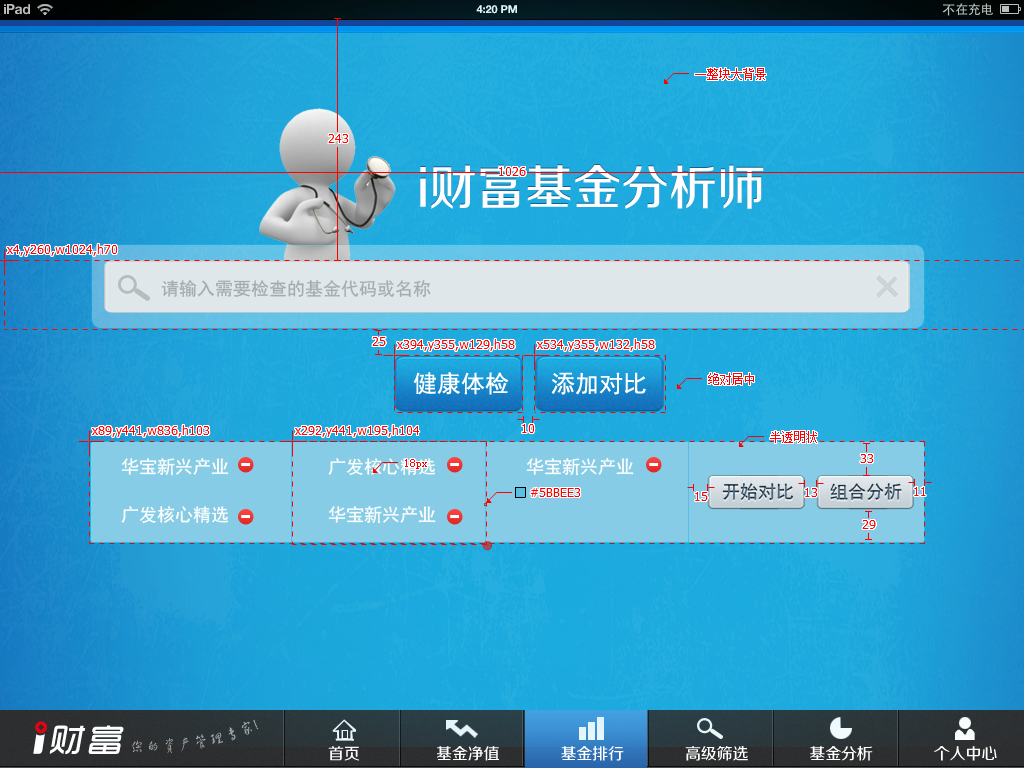 iPad
4:20 PM
不在充电
一整块大背景
243
1026
i财富基金分析师
x4,y260,w1024,h70
请输入需要检查的基金代码或名称
25
x394,y355,w129,h58
x534,y355,w132,h58
健康体检
添加对比
绝对居中
10
x89,y441,w836,h103
x292,y441,w195,h104
半透明状
华宝新兴产业
广发核心精选
18px
华宝新兴产业
33
#5BBEE3
15
开始对比
13
组合分析
11
广发核心精选
华宝新兴产业
29
i财富
你的资产管理专家!
首页
基金净值
基金排行
高级筛选
基金分析
个人中心